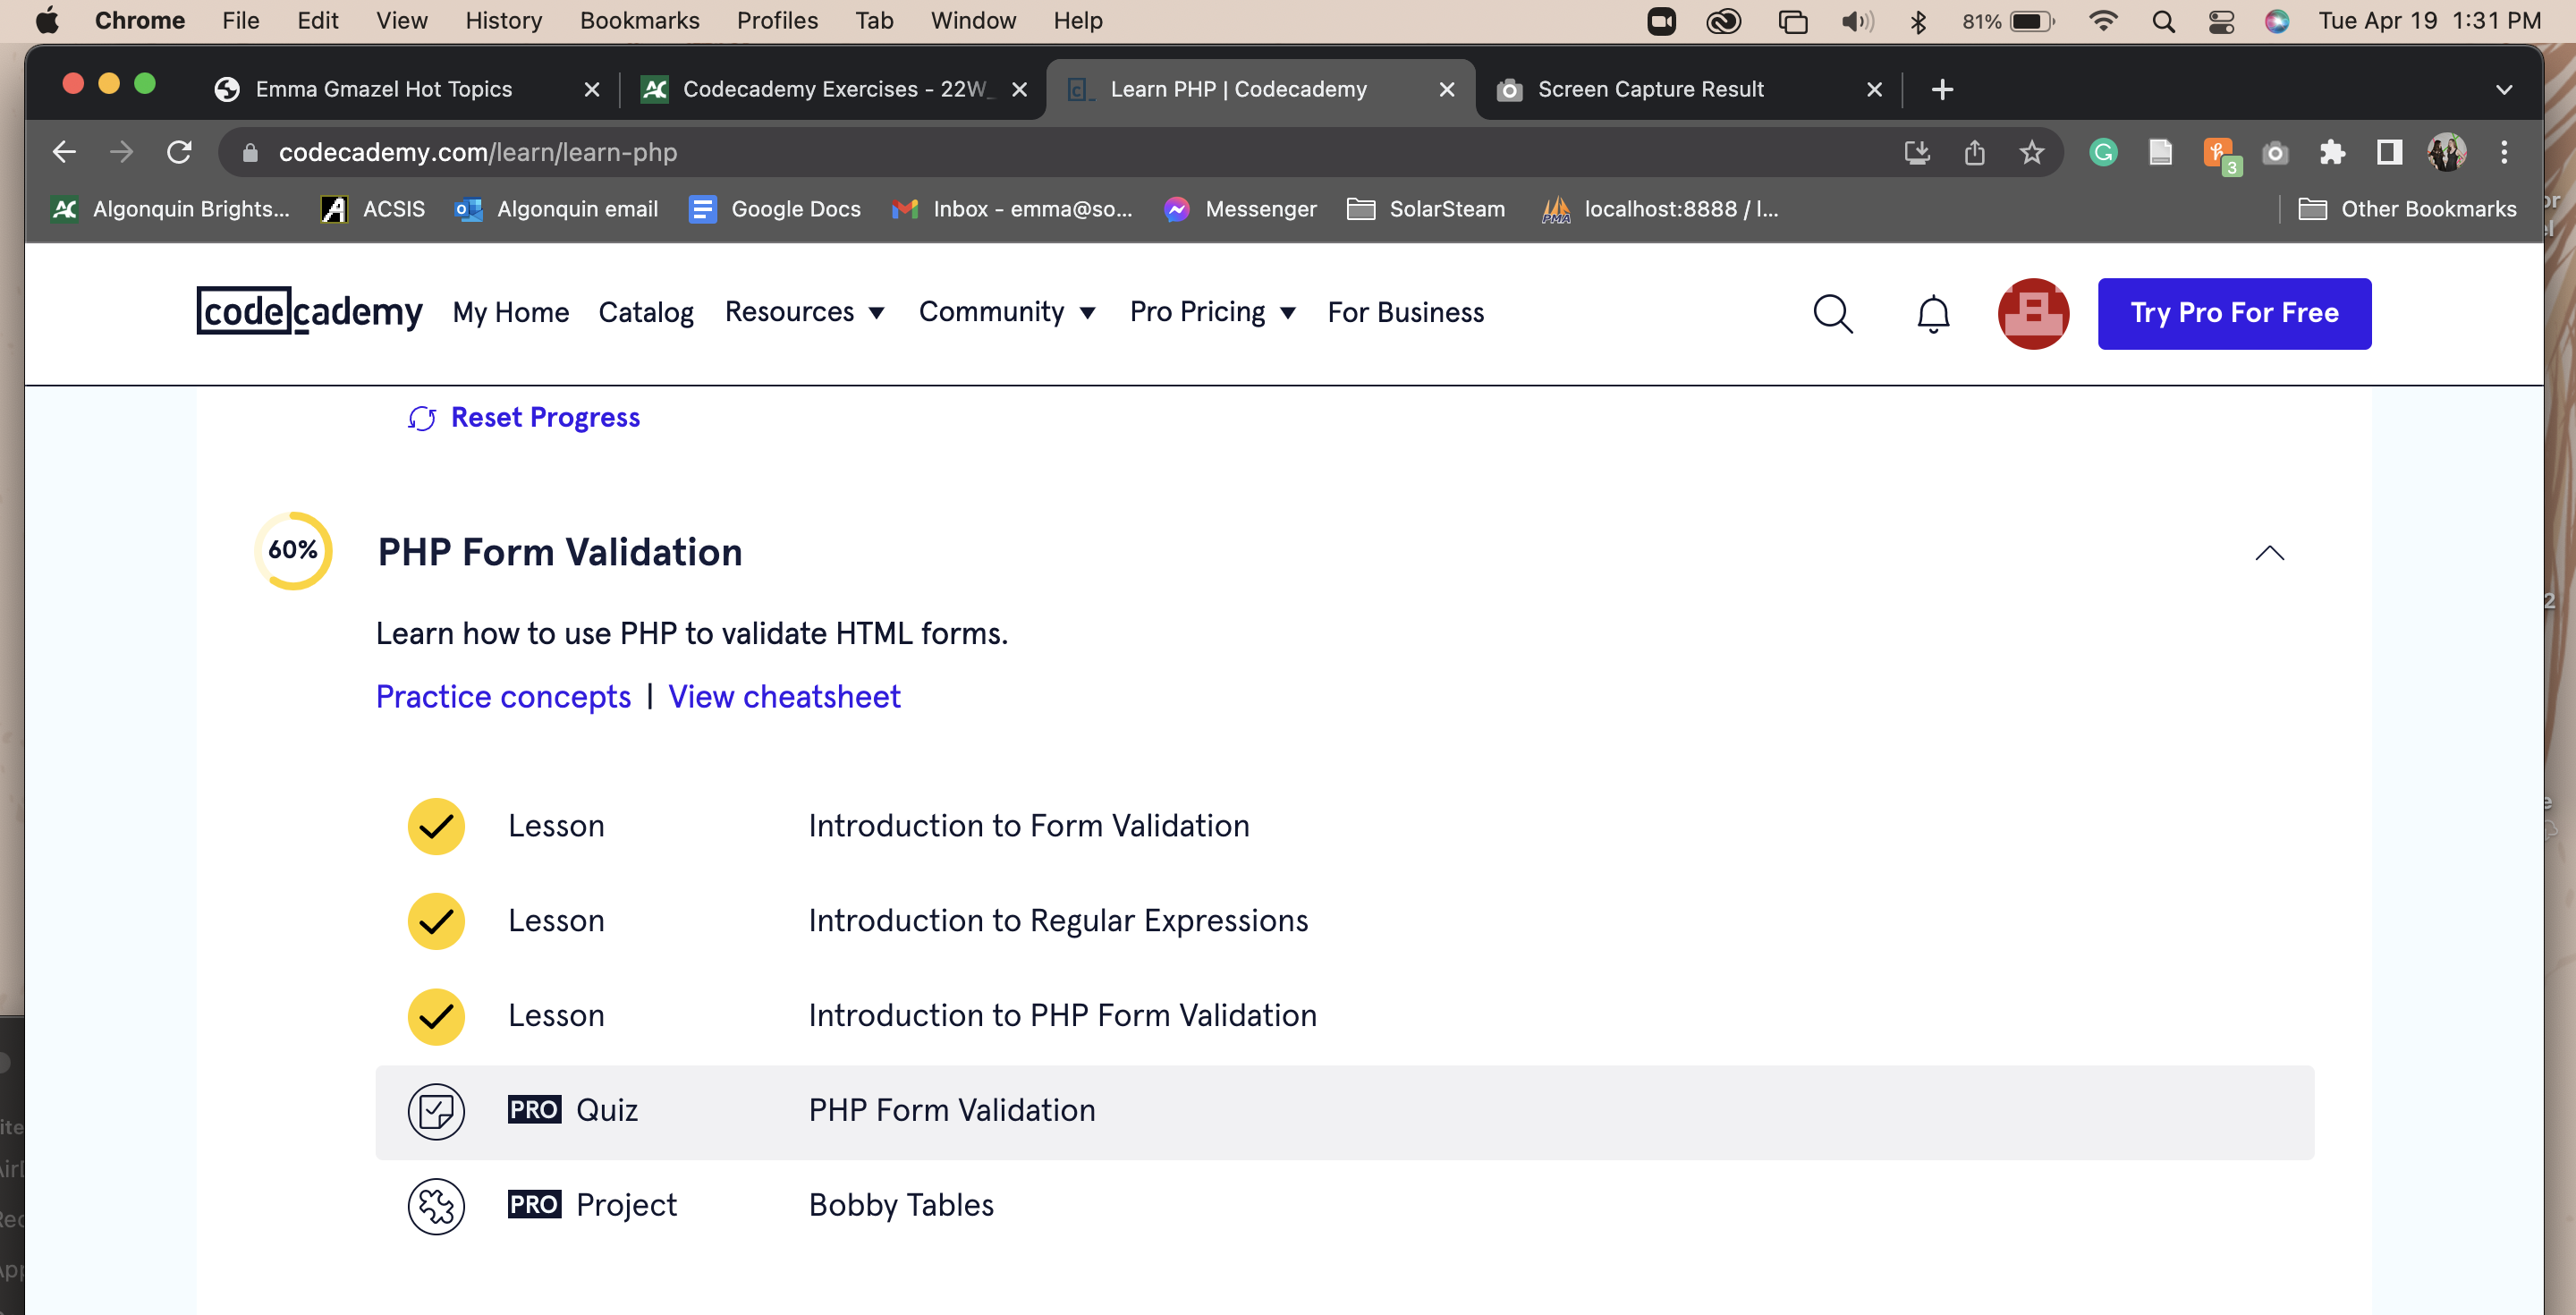 Chrome File Edit View History Bookmarks Profiles Tab Window Help 81% Tue Apr 19 1:31 PM
Emma Gmazel Hot Topics Codecademy Exercises - 22W_ Learn PHP | Codecademy Screen Capture Result
codecademy.com/learn/learn-php 3
Algonquin Brights... ACSIS Algonquin email Google Docs Inbox - emma@so... Messenger SolarSteam PMA localhost:8888 / l... Other Bookmarks
codecademy My Home Catalog Resources Community Pro Pricing For Business Try Pro For Free
Reset Progress
60% PHP Form Validation
Learn how to use PHP to validate HTML forms.
Practice concepts | View cheatsheet
Lesson Introduction to Form Validation
Lesson Introduction to Regular Expressions
Lesson Introduction to PHP Form Validation
PRO Quiz PHP Form Validation
PRO Project Bobby Tables